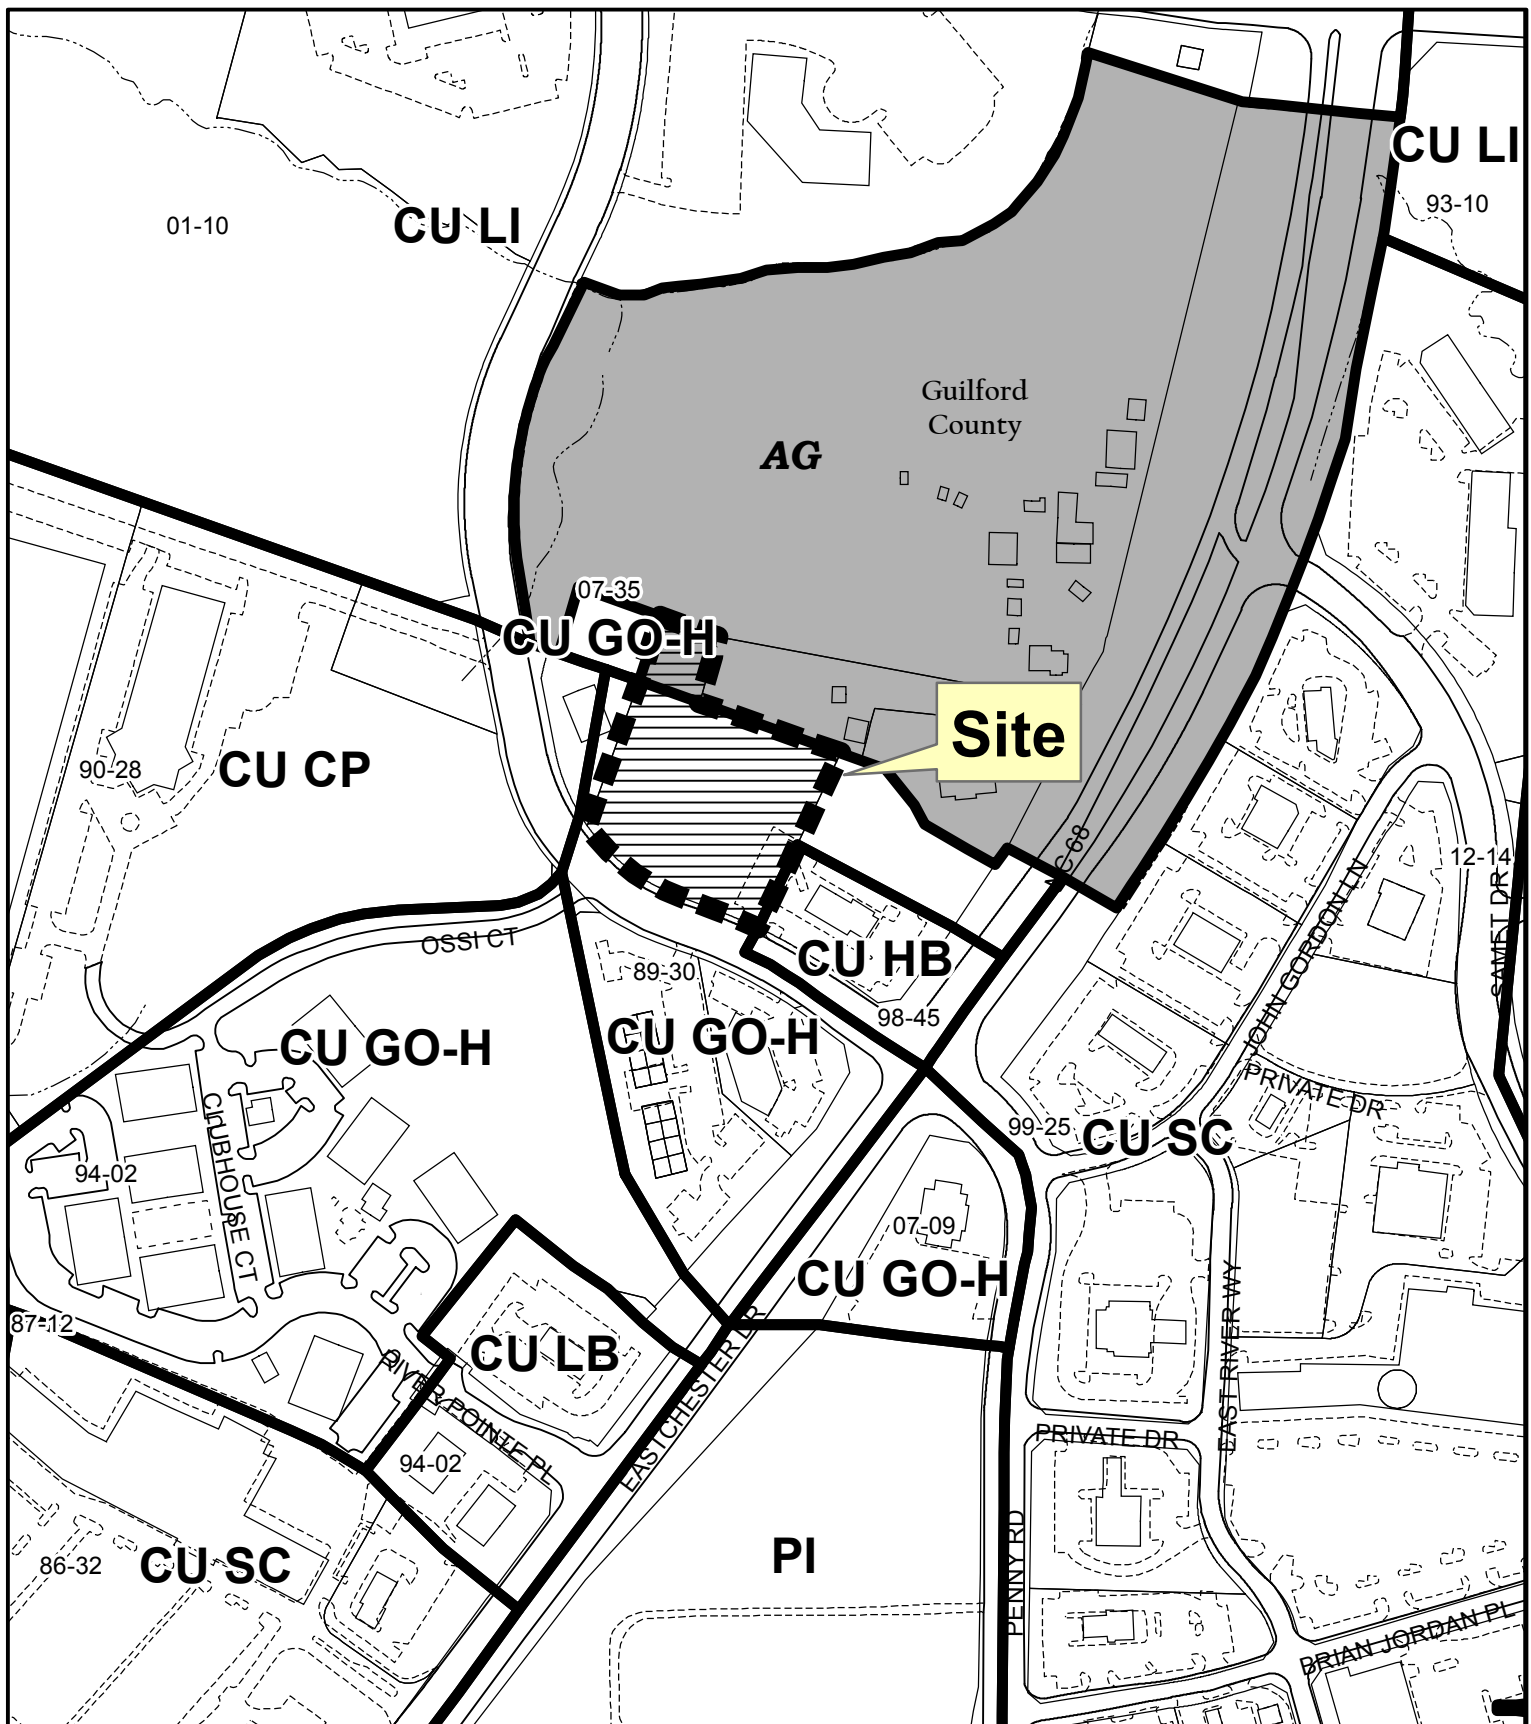 CU LI
93-10
01-10
CU LI
Guilford
County
AG
07-35
CU GO-H
Site
90-28
CU CP
NC 68
12-14
SAMET DR
JOHN GORDON LN
OSSI CT
89-30
CU HB
98-45
CU GO-H
CU GO-H
PRIVATE DR
99-25
CU SC
CLUBHOUSE CT
94-02
07-09
CU GO-H
87-12
CU LB
EASTCHESTER DR
RIVER POINTE PL
EAST RIVER WY
PRIVATE DR
94-02
PENNY RD
PI
86-32
CU SC
BRIAN JORDAN PL